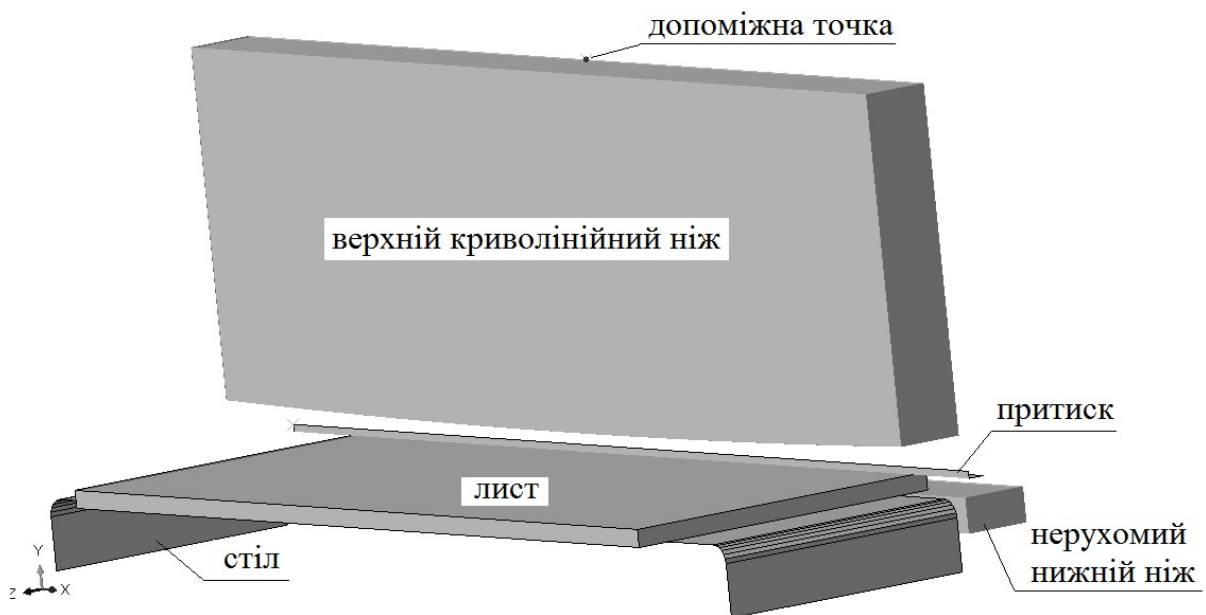 допоміжна точка
верхній криволінійний ніж
притиск
лист
нерухомий
нижній ніж
стіл
Y
Z X